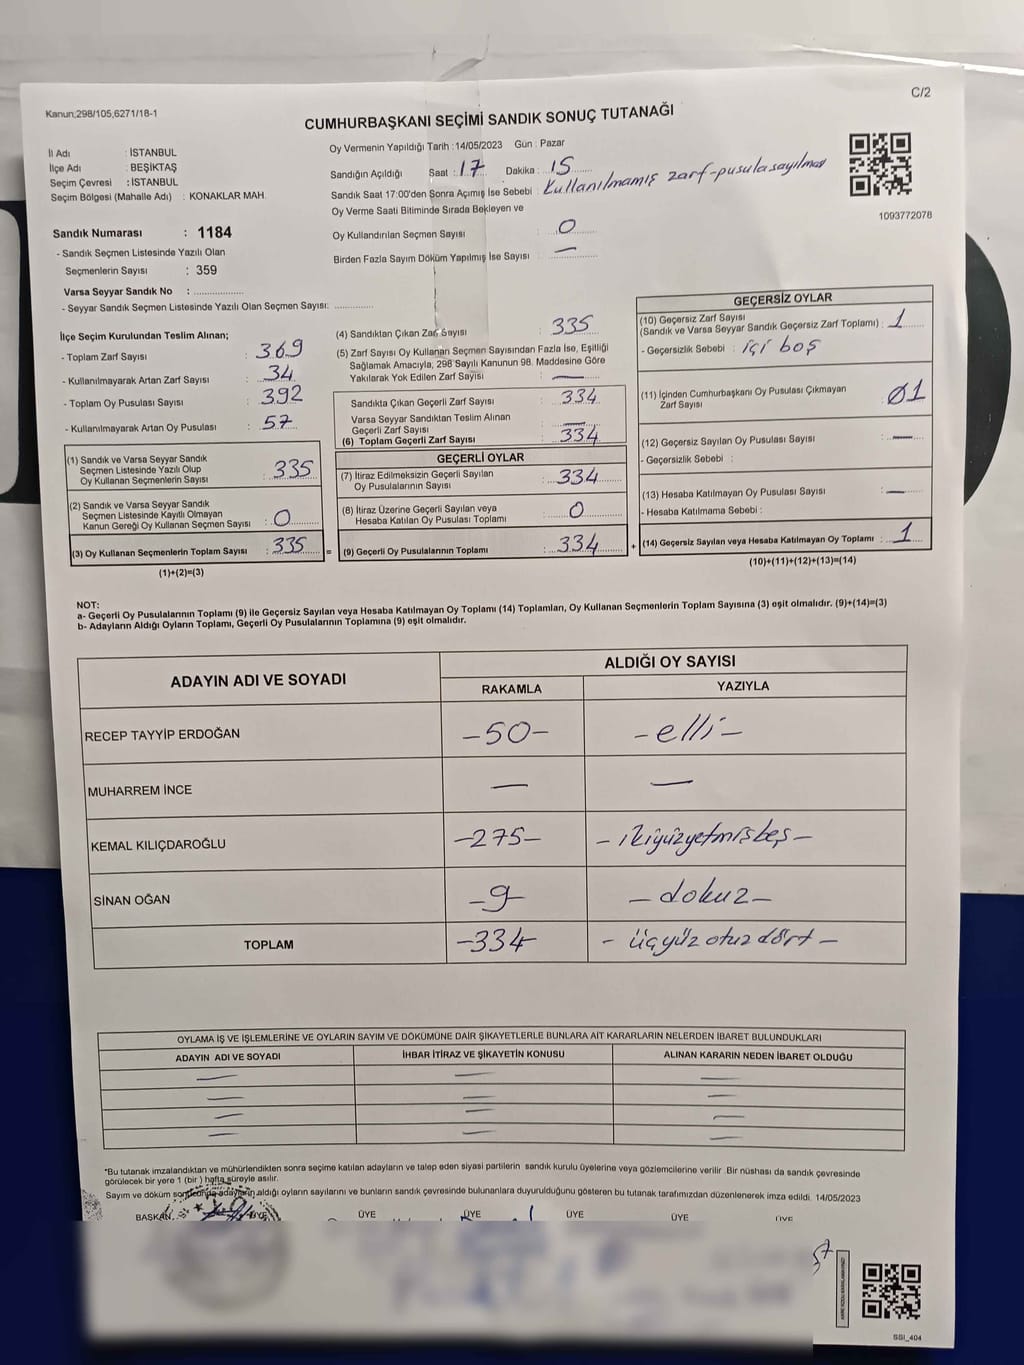 C/2
Kanun;298/105,6271/18-1
CUMHURBAŞKANI SEÇİMİ SANDIK SONUÇ TUTANAĞI
İl Adı : İSTANBUL
İlçe Adı : BEŞİKTAŞ
Seçim Çevresi : İSTANBUL
Seçim Bölgesi (Mahalle Adı) : KONAKLAR MAH.
Sandık Numarası : 1184
- Sandık Seçmen Listesinde Yazılı Olan
Seçmenlerin Sayısı : 359
Varsa Seyyar Sandık No :
- Seyyar Sandık Seçmen Listesinde Yazılı Olan Seçmen Sayısı:
Oy Vermenin Yapıldığı Tarih : 14/05/2023 Gün : Pazar
Sandığın Açıldığı Saat : 17 Dakika : 15
Sandık Saat 17:00'den Sonra Açılmış İse Sebebi : Kullanılmamış zarf-pusula sayılması
Oy Verme Saati Bitiminde Sırada Bekleyen ve
Oy Kullandırılan Seçmen Sayısı : 0
Birden Fazla Sayım Döküm Yapılmış İse Sayısı : —
1093772078
İlçe Seçim Kurulundan Teslim Alınan;
- Toplam Zarf Sayısı : 369
- Kullanılmayarak Artan Zarf Sayısı : 34
- Toplam Oy Pusulası Sayısı : 392
- Kullanılmayarak Artan Oy Pusulası : 57
(1) Sandık ve Varsa Seyyar Sandık
Seçmen Listesinde Yazılı Olup
Oy Kullanan Seçmenlerin Sayısı : 335
(2) Sandık ve Varsa Seyyar Sandık
Seçmen Listesinde Kayıtlı Olmayan
Kanun Gereği Oy Kullanan Seçmen Sayısı : 0
(3) Oy Kullanan Seçmenlerin Toplam Sayısı : 335 =
(1)+(2)=(3)
(4) Sandıktan Çıkan Zarf Sayısı : 335
(5) Zarf Sayısı Oy Kullanan Seçmen Sayısından Fazla İse, Eşitliği
Sağlamak Amacıyla, 298 Sayılı Kanunun 98. Maddesine Göre
Yakılarak Yok Edilen Zarf Sayısı : —
Sandıkta Çıkan Geçerli Zarf Sayısı : 334
Varsa Seyyar Sandıktan Teslim Alınan
Geçerli Zarf Sayısı : —
(6) Toplam Geçerli Zarf Sayısı : 334
GEÇERLİ OYLAR
(7) İtiraz Edilmeksizin Geçerli Sayılan
Oy Pusulalarının Sayısı : 334
(8) İtiraz Üzerine Geçerli Sayılan veya
Hesaba Katılan Oy Pusulası Toplamı : 0
(9) Geçerli Oy Pusulalarının Toplamı : 334 +
GEÇERSİZ OYLAR
(10) Geçersiz Zarf Sayısı
(Sandık ve Varsa Seyyar Sandık Geçersiz Zarf Toplamı) : 1
- Geçersizlik Sebebi : içi boş
(11) İçinden Cumhurbaşkanı Oy Pusulası Çıkmayan
Zarf Sayısı : 01
(12) Geçersiz Sayılan Oy Pusulası Sayısı : —
- Geçersizlik Sebebi :
(13) Hesaba Katılmayan Oy Pusulası Sayısı : —
- Hesaba Katılmama Sebebi :
(14) Geçersiz Sayılan veya Hesaba Katılmayan Oy Toplamı : 1
(10)+(11)+(12)+(13)=(14)
NOT:
a- Geçerli Oy Pusulalarının Toplamı (9) ile Geçersiz Sayılan veya Hesaba Katılmayan Oy Toplamı (14) Toplamları, Oy Kullanan Seçmenlerin Toplam Sayısına (3) eşit olmalıdır. (9)+(14)=(3)
b- Adayların Aldığı Oyların Toplamı, Geçerli Oy Pusulalarının Toplamına (9) eşit olmalıdır.
ADAYIN ADI VE SOYADI
ALDIĞI OY SAYISI
RAKAMLA YAZIYLA
RECEP TAYYİP ERDOĞAN -50- -elli-
MUHARREM İNCE — —
KEMAL KILIÇDAROĞLU -275- -ikiyüzyetmişbeş-
SİNAN OĞAN -9- -dokuz-
TOPLAM -334- -üçyüz otuz dört-
OYLAMA İŞ VE İŞLEMLERİNE VE OYLARIN SAYIM VE DÖKÜMÜNE DAİR ŞİKAYETLERLE BUNLARA AİT KARARLARIN NELERDEN İBARET BULUNDUKLARI
ADAYIN ADI VE SOYADI İHBAR İTİRAZ VE ŞİKAYETİN KONUSU ALINAN KARARIN NEDEN İBARET OLDUĞU
— — —
— — —
— — —
— — —
*Bu tutanak imzalandıktan ve mühürlendikten sonra seçime katılan adayların ve talep eden siyasi partilerin sandık kurulu üyelerine veya gözlemcilerine verilir .Bir nüshası da sandık çevresinde
görülecek bir yere 1 (bir ) hafta süreyle asılır.
Sayım ve döküm sonucunda adayların aldığı oyların sayılarını ve bunların sandık çevresinde bulunanlara duyurulduğunu gösteren bu tutanak tarafımızdan düzenlenerek imza edildi. 14/05/2023
BAŞKAN ÜYE ÜYE ÜYE ÜYE ÜYE ÜYE
SSI_404